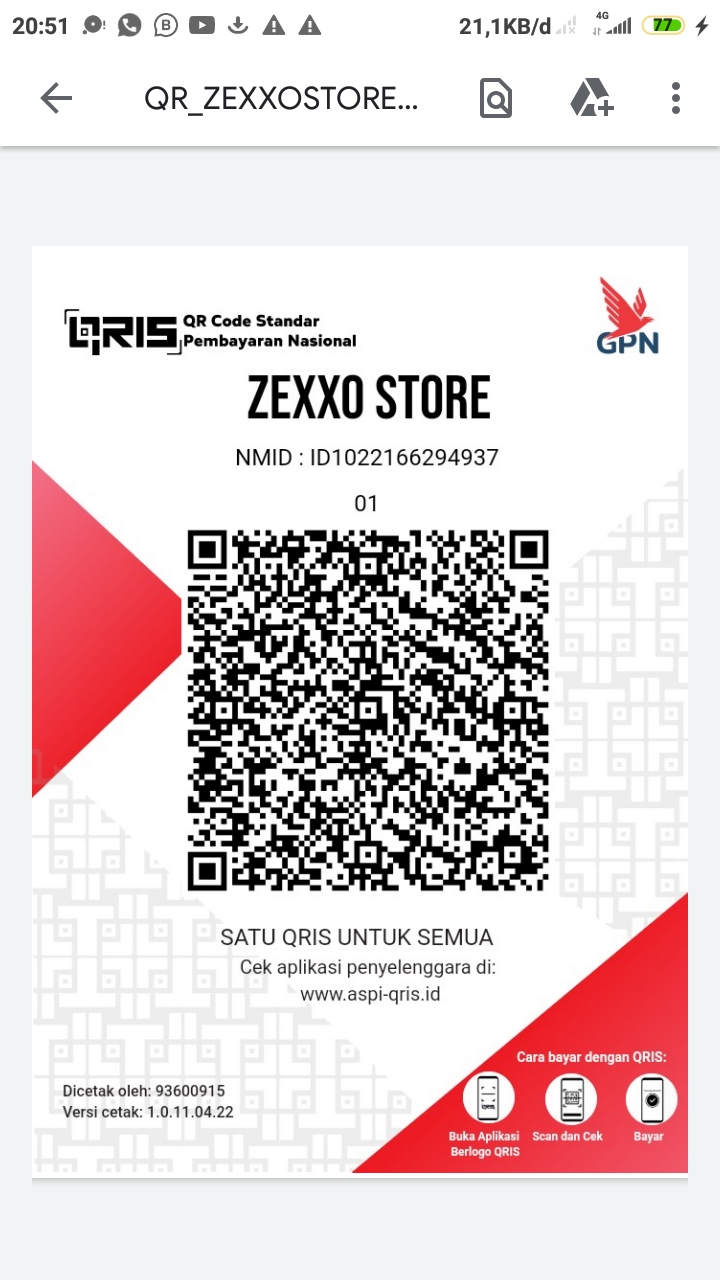 20:51
21,1KB/d
4G
77
QR_ZEXXOSTORE...
QRIS QR Code Standar
Pembayaran Nasional
GPN
ZEXXO STORE
NMID : ID1022166294937
01
SATU QRIS UNTUK SEMUA
Cek aplikasi penyelenggara di:
www.aspi-qris.id
Dicetak oleh: 93600915
Versi cetak: 1.0.11.04.22
Cara bayar dengan QRIS:
Buka Aplikasi
Berlogo QRIS
Scan dan Cek
Bayar